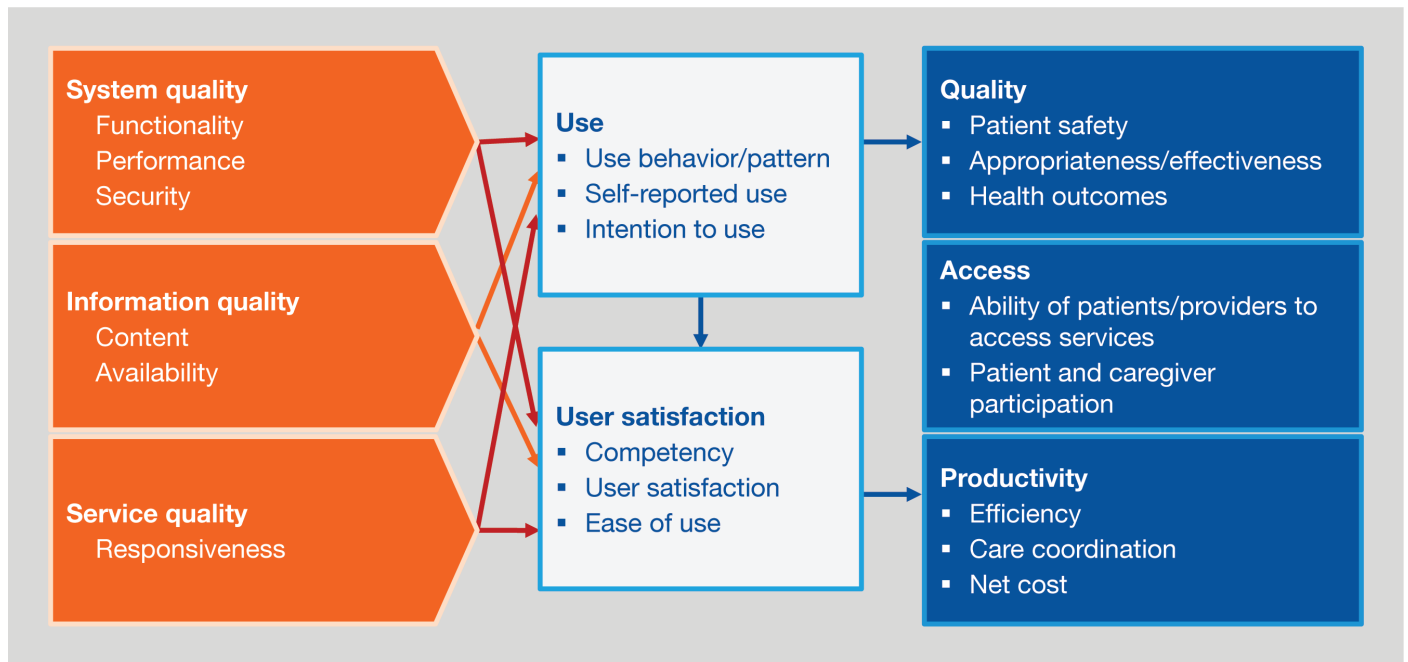 System quality
Functionality
Performance
Security
Information quality
Content
Availability
Service quality
Responsiveness
Use
▪ Use behavior/pattern
▪ Self-reported use
▪ Intention to use
User satisfaction
▪ Competency
▪ User satisfaction
▪ Ease of use
Quality
▪ Patient safety
▪ Appropriateness/effectiveness
▪ Health outcomes
Access
▪ Ability of patients/providers to
access services
▪ Patient and caregiver
participation
Productivity
▪ Efficiency
▪ Care coordination
▪ Net cost